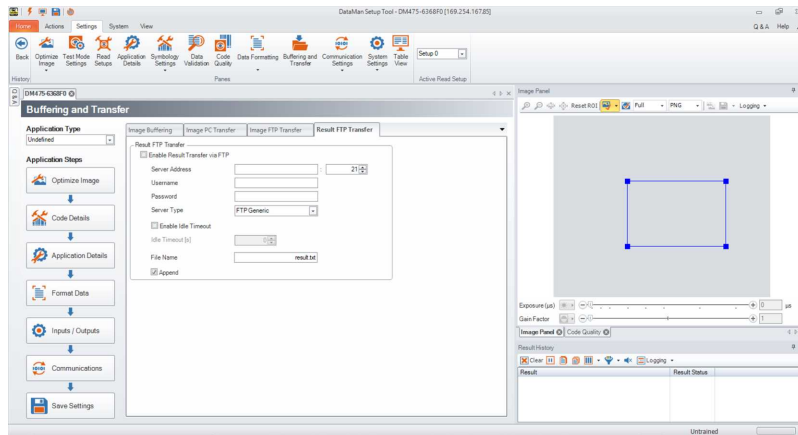 DataMan Setup Tool - DM475-6368F0 [169.254.167.85]
Home Actions Settings System View
Q & A Help
Back
Optimize Image
Test Mode Settings
Read Setups
Application Details
Symbology Settings
Data Validation
Code Quality
Data Formatting
Buffering and Transfer
Communication Settings
System Settings
Table View
Setup 0
History
Panes
Active Read Setup
DM475-6368F0
Buffering and Transfer
Application Type
Undefined
Application Steps
Optimize Image
Code Details
Application Details
Format Data
Inputs / Outputs
Communications
Save Settings
Image Buffering Image PC Transfer Image FTP Transfer Result FTP Transfer
Result FTP Transfer
Enable Result Transfer via FTP
Server Address : 21
Username
Password
Server Type FTP Generic
Enable Idle Timeout
Idle Timeout [s] 0
File Name result.txt
Append
Image Panel
Reset ROI Full PNG Logging
Exposure (µs) 0 µs
Gain Factor 1
Image Panel Code Quality
Result History
Clear Logging
Result Result Status
Untrained